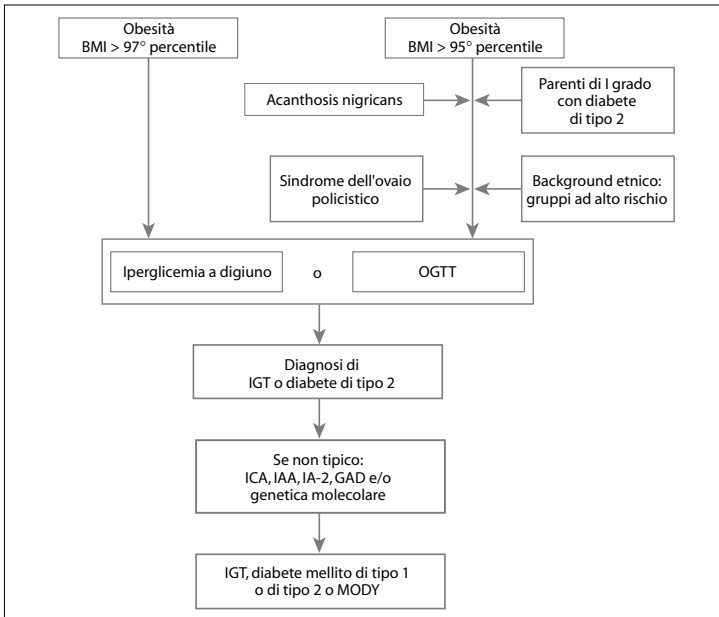 Obesità
BMI > 97° percentile
Obesità
BMI > 95° percentile
Acanthosis nigricans
Parenti di I grado
con diabete
di tipo 2
Sindrome dell'ovaio
policistico
Background etnico:
gruppi ad alto rischio
Iperglicemia a digiuno o OGTT
Diagnosi di
IGT o diabete di tipo 2
Se non tipico:
ICA, IAA, IA-2, GAD e/o
genetica molecolare
IGT, diabete mellito di tipo 1
o di tipo 2 o MODY